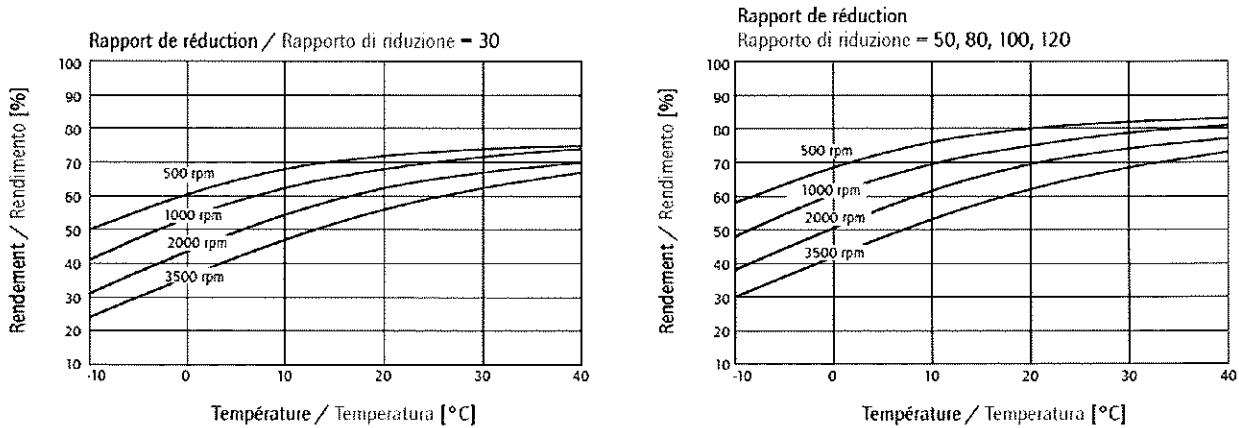 Rapport de réduction / Rapporto di riduzione = 30
Rendement / Rendimento [%]
100
90
80
70
60
50
40
30
20
10
500 rpm
1000 rpm
2000 rpm
3500 rpm
-10 0 10 20 30 40
Température / Temperatura [°C]
Rapport de réduction
Rapporto di riduzione = 50, 80, 100, 120
Rendement / Rendimento [%]
100
90
80
70
60
50
40
30
20
10
500 rpm
1000 rpm
2000 rpm
3500 rpm
-10 0 10 20 30 40
Température / Temperatura [°C]